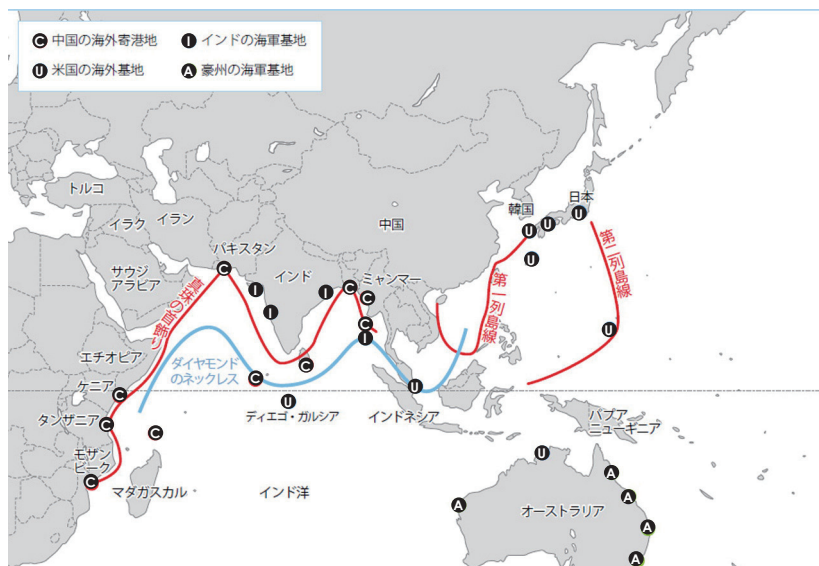 C 中国の海外寄港地
I インドの海軍基地
U 米国の海外基地
A 豪州の海軍基地
トルコ
イラク
イラン
サウジ
アラビア
パキスタン
インド
中国
ミャンマー
韓国
日本
第一列島線
第二列島線
真珠の首飾り
ダイヤモンド
のネックレス
エチオピア
ケニア
タンザニア
モザン
ビーク
マダガスカル
インド洋
ディエゴ・ガルシア
インドネシア
パプア
ニューギニア
オーストラリア
U
U
U
U
U
C
I
I
I
C
C
C
I
C
C
U
U
C
C
C
C
U
A
A
A
A
A